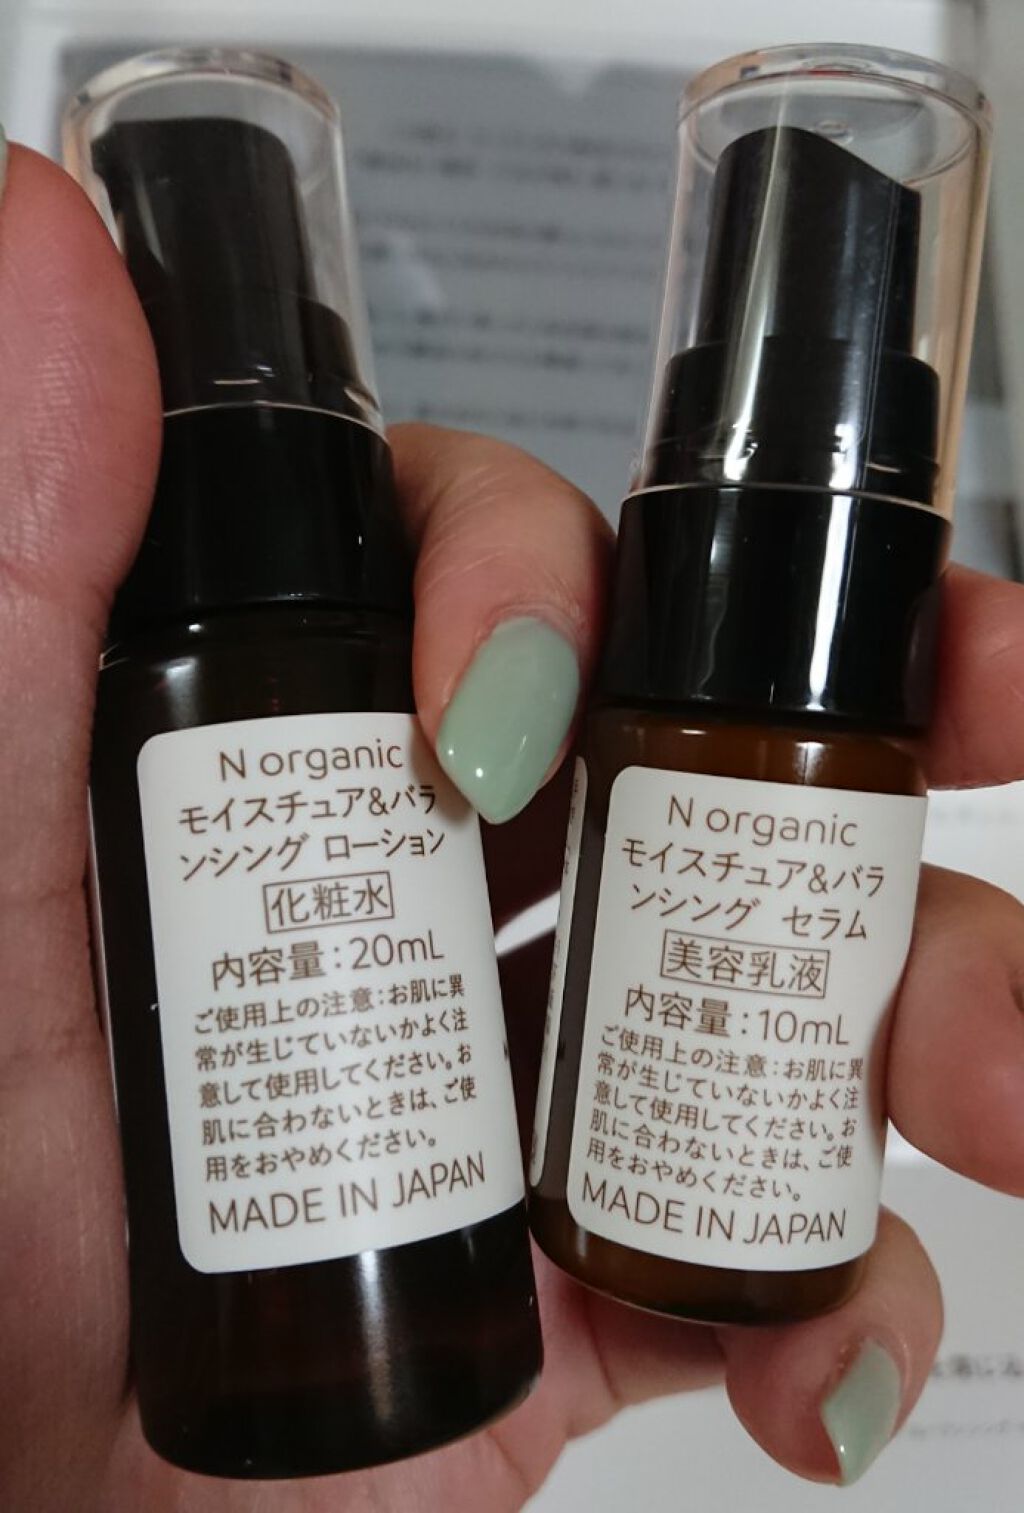 N organic
モイスチュア&バラ
ンシング ローション
化粧水
内容量:20mL
ご使用上の注意:お肌に異
常が生じていないかよく注
意して使用してください。お
肌に合わないときは、ご使
用をおやめください。
MADE IN JAPAN
N organic
モイスチュア&バラ
ンシング セラム
美容乳液
内容量:10mL
ご使用上の注意:お肌に異
常が生じていないかよく注
意して使用してください。お
肌に合わないときは、ご使
用をおやめください。
MADE IN JAPAN